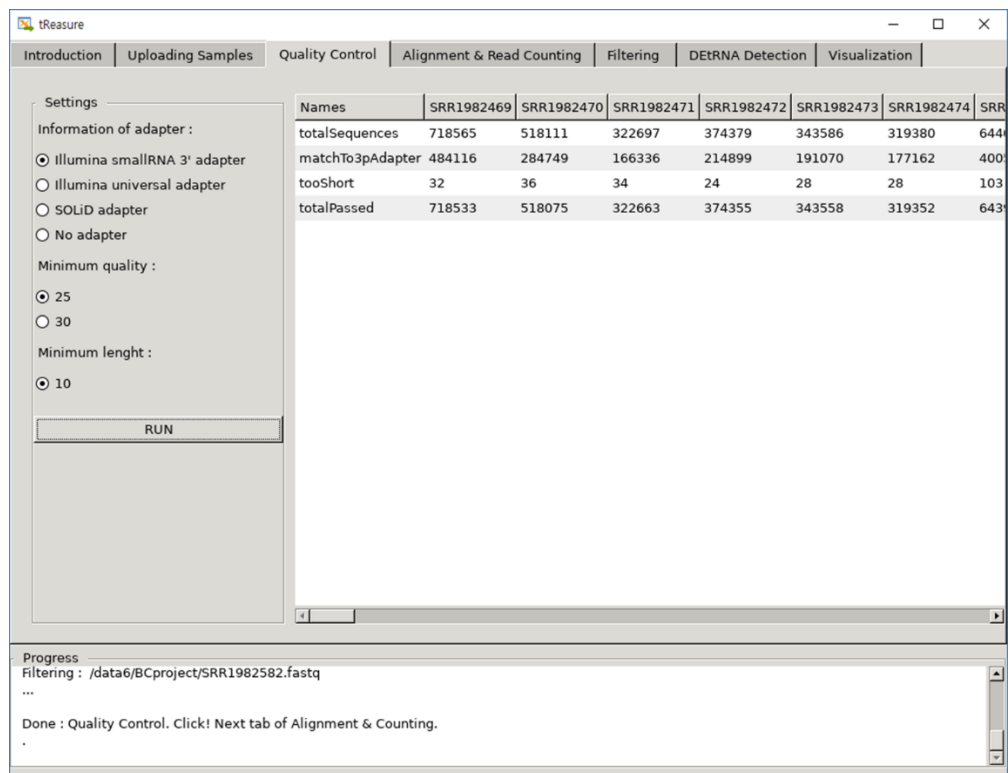 tReasure
Introduction Uploading Samples Quality Control Alignment & Read Counting Filtering DEtRNA Detection Visualization
Settings
Information of adapter :
Illumina smallRNA 3' adapter
Illumina universal adapter
SOLiD adapter
No adapter
Minimum quality :
25
30
Minimum lenght :
10
RUN
Names SRR1982469 SRR1982470 SRR1982471 SRR1982472 SRR1982473 SRR1982474 SRR
totalSequences 718565 518111 322697 374379 343586 319380
matchTo3pAdapter 484116 284749 166336 214899 191070 177162
tooShort 32 36 34 24 28 28 103
totalPassed 718533 518075 322663 374355 343558 319352
Progress
Filtering : /data6/BCproject/SRR1982582.fastq
...
Done : Quality Control. Click! Next tab of Alignment & Counting.
.